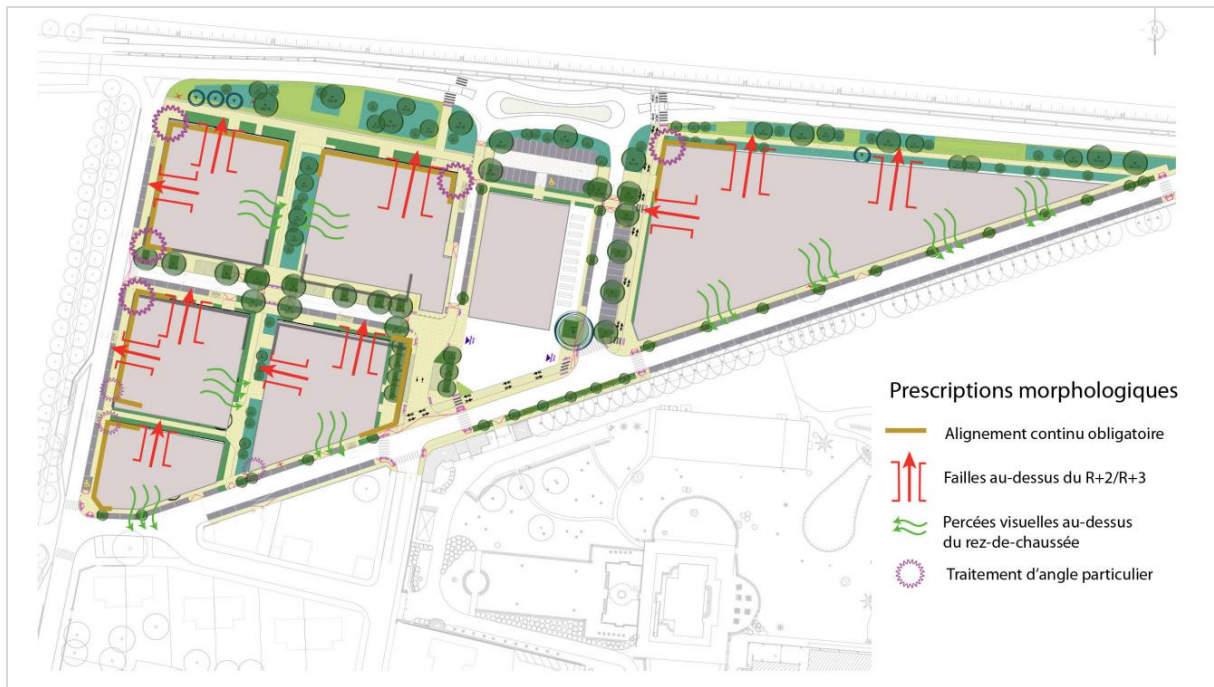 Prescriptions morphologiques
Alignement continu obligatoire
Failles au-dessus du R+2/R+3
Percées visuelles au-dessus
du rez-de-chaussée
Traitement d'angle particulier